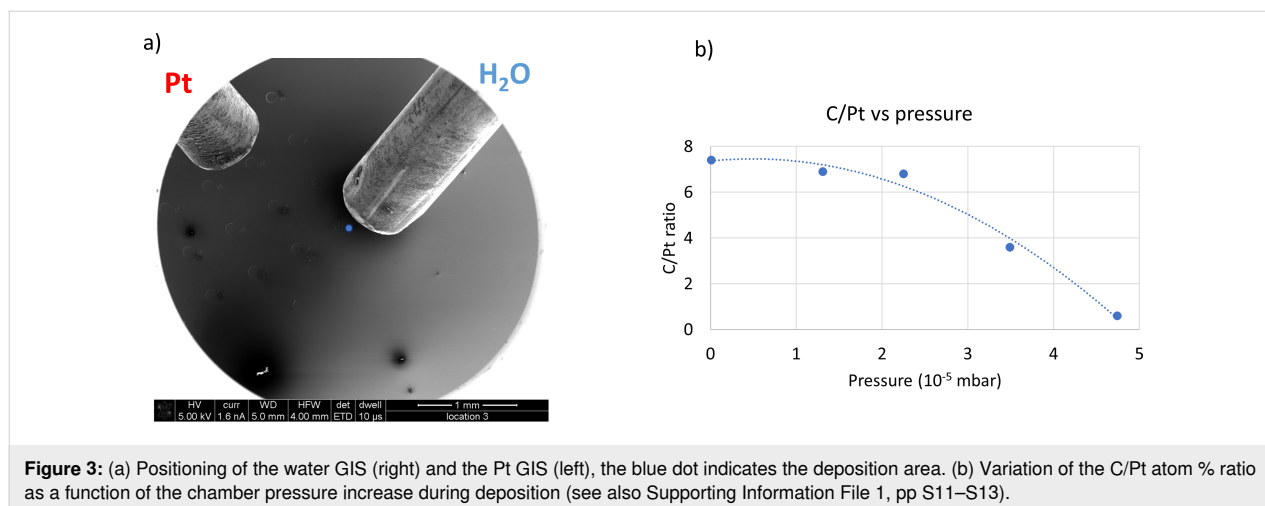 a)
Pt
H₂O
HV curr WD HFW det dwell
5.00 kV 1.6 nA 5.0 mm 4.00 mm ETD 10 µs
1 mm
location 3
b)
C/Pt vs pressure
C/Pt ratio
8
6
4
2
0
0 1 2 3 4 5
Pressure (10⁻⁵ mbar)
Figure 3: (a) Positioning of the water GIS (right) and the Pt GIS (left), the blue dot indicates the deposition area. (b) Variation of the C/Pt atom % ratio
as a function of the chamber pressure increase during deposition (see also Supporting Information File 1, pp S11–S13).